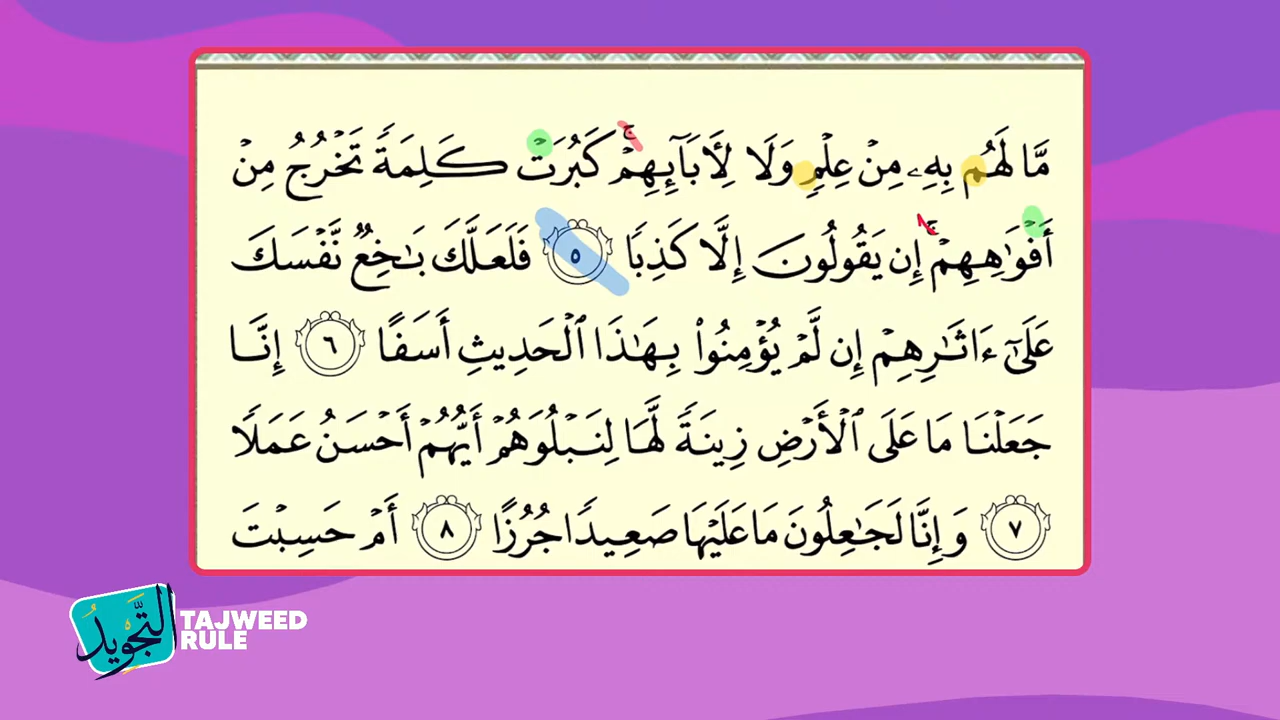 مَّا لَهُم بِهِۦ مِنْ عِلْمٍ وَلَا لِأَبَآئِهِمْ ۚ كَبُرَتْ كَلِمَةً تَخْرُجُ مِنْ
أَفْوَٰهِهِمْ ۚ إِن يَقُولُونَ إِلَّا كَذِبًا ٥ فَلَعَلَّكَ بَـٰخِعٌ نَّفْسَكَ
عَلَىٰٓ ءَاثَـٰرِهِمْ إِن لَّمْ يُؤْمِنُوا۟ بِهَـٰذَا ٱلْحَدِيثِ أَسَفًا ٦ إِنَّا
جَعَلْنَا مَا عَلَى ٱلْأَرْضِ زِينَةً لَّهَا لِنَبْلُوَهُمْ أَيُّهُمْ أَحْسَنُ عَمَلًا
٧ وَإِنَّا لَجَـٰعِلُونَ مَا عَلَيْهَا صَعِيدًا جُرُزًا ٨ أَمْ حَسِبْتَ
التَّجْوِيدُ
TAJWEED
RULE